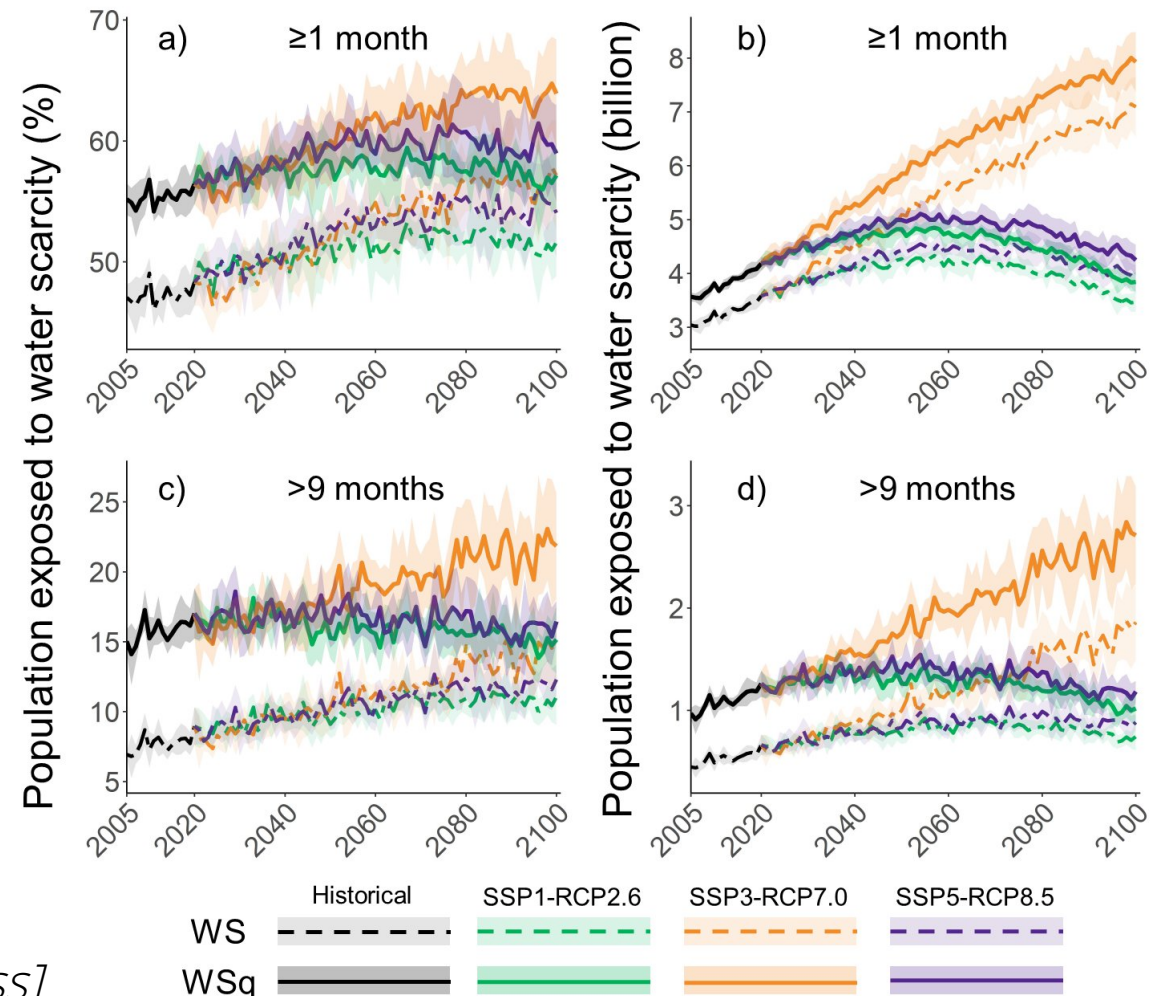 Population exposed to water scarcity (%)
a) ≥1 month
70
60
50
2005 2020 2040 2060 2080 2100
Population exposed to water scarcity (billion)
b) ≥1 month
8
7
6
5
4
3
2005 2020 2040 2060 2080 2100
c) >9 months
25
20
15
10
5
2005 2020 2040 2060 2080 2100
d) >9 months
3
2
1
2005 2020 2040 2060 2080 2100
Historical SSP1-RCP2.6 SSP3-RCP7.0 SSP5-RCP8.5
WS
WSq